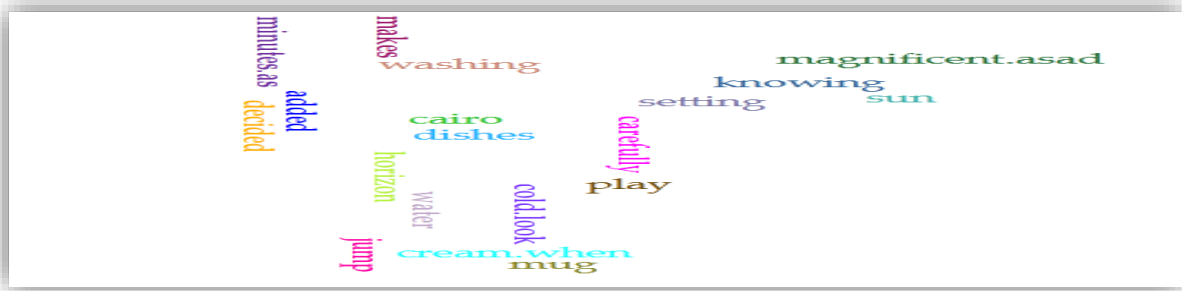 makes
minutes.as
washing
magnificent.asad
knowing
setting
sun
added
decided
cairo
dishes
carefully
horizon
play
water
cold.look
jump
cream.when
mug